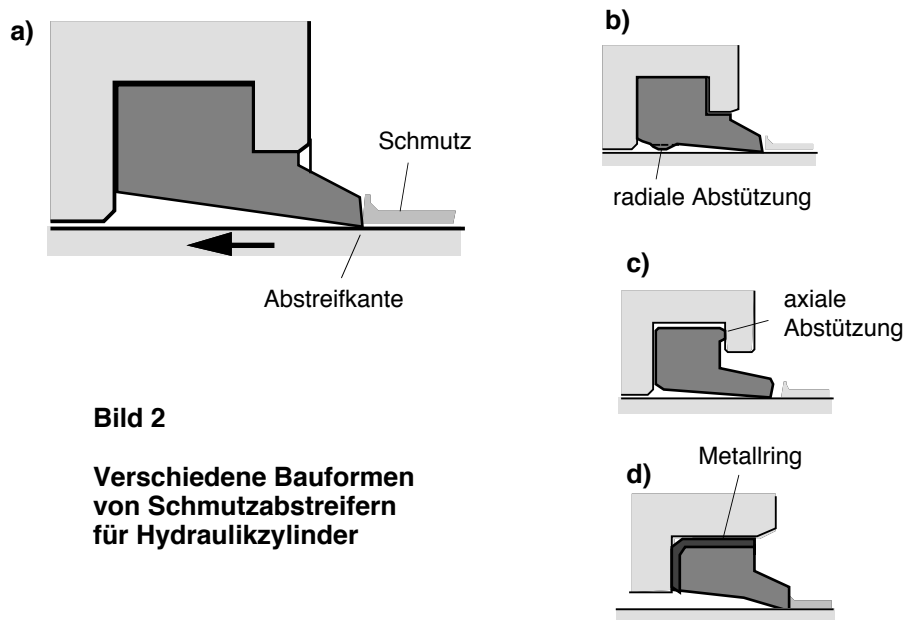 a)
Schmutz
Abstreifkante
b)
radiale Abstützung
c)
axiale
Abstützung
Metallring
d)
Bild 2
Verschiedene Bauformen
von Schmutzabstreifern
für Hydraulikzylinder